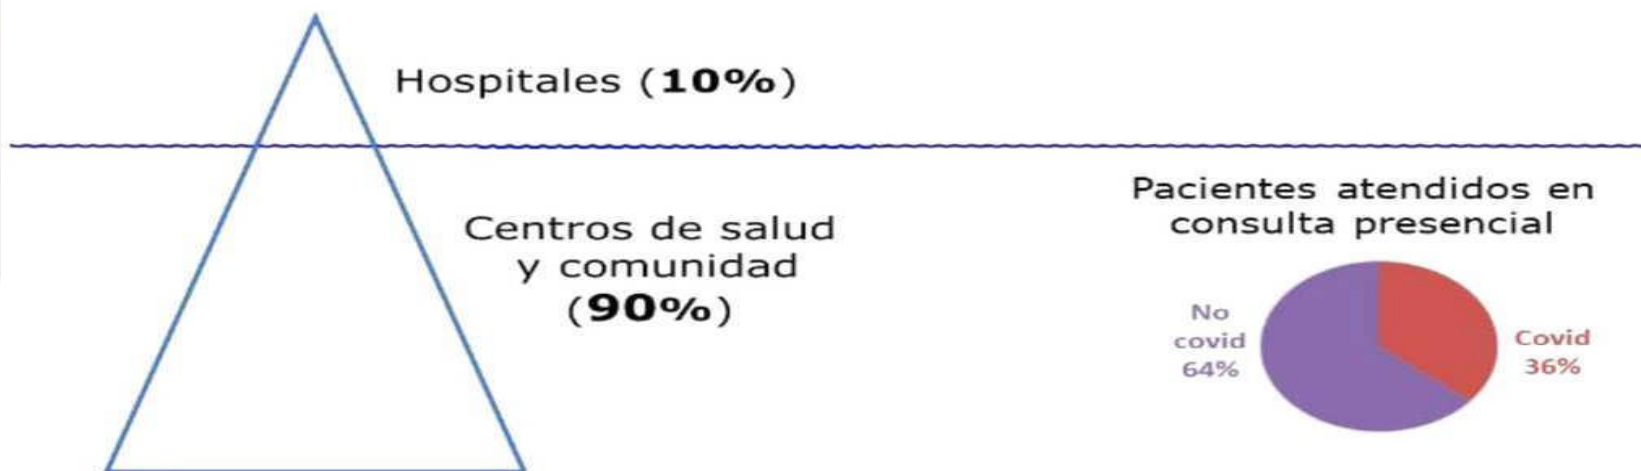 Hospitales (10%)
Centros de salud
y comunidad
(90%)
Pacientes atendidos en
consulta presencial
No
covid
64%
Covid
36%